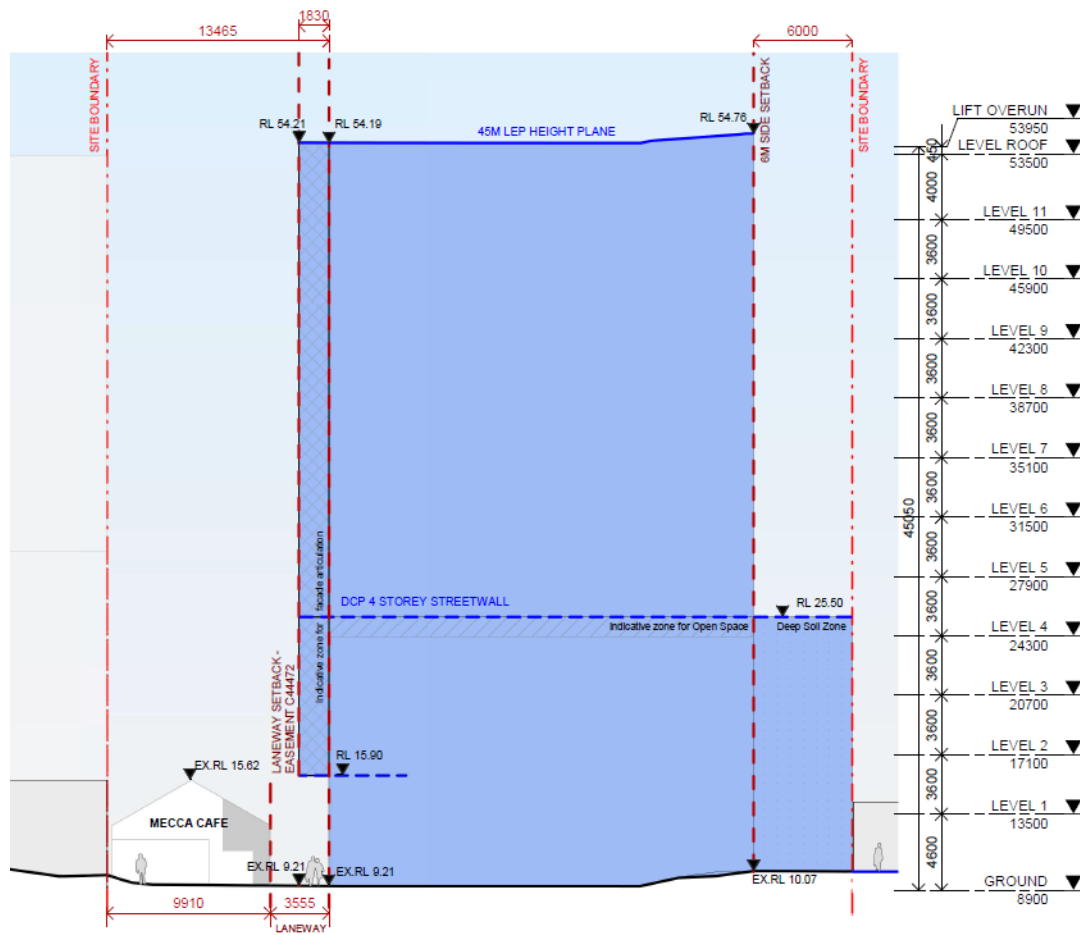 1830
13465
6000
SITE BOUNDARY
6M SIDE SETBACK
SITE BOUNDARY
RL 54.21
RL 54.19
45M LEP HEIGHT PLANE
RL 54.76
LIFT OVERUN
53950
450
LEVEL ROOF
53500
4000
LEVEL 11
49500
3600
LEVEL 10
45900
3600
LEVEL 9
42300
3600
LEVEL 8
38700
3600
LEVEL 7
35100
3600
LEVEL 6
31500
45050
3600
LEVEL 5
27900
3600
LEVEL 4
24300
3600
LEVEL 3
20700
3600
LEVEL 2
17100
3600
LEVEL 1
13500
4600
GROUND
8900
Indicative zone for facade articulation
DCP 4 STOREY STREETWALL
RL 25.50
Indicative zone for Open Space
Deep Soil Zone
LANEWAY SETBACK -
EASEMENT C44472
RL 15.90
EX.RL 15.62
MECCA CAFE
EX.RL 9.21
EX.RL 9.21
EX.RL 10.07
9910
3555
LANEWAY